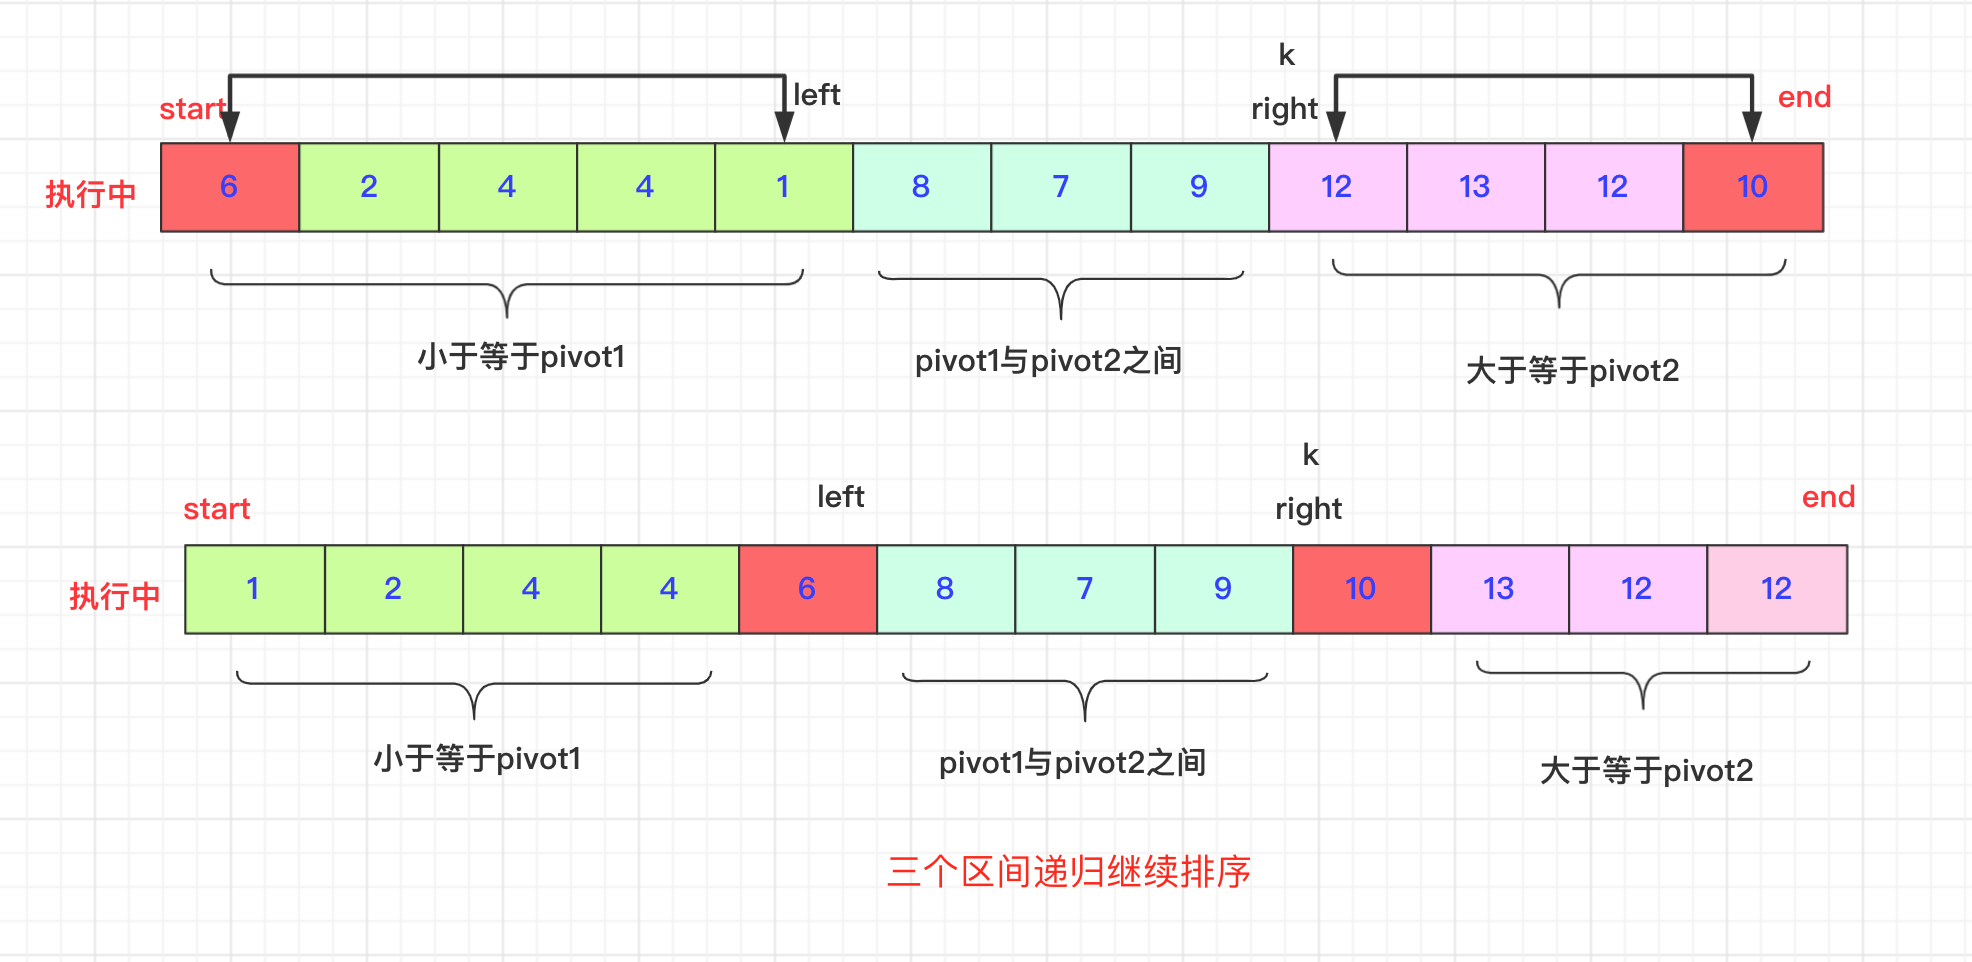 k
start left right end
执行中 6 2 4 4 1 8 7 9 12 13 12 10
小于等于pivot1 pivot1与pivot2之间 大于等于pivot2
k
start left right end
执行中 1 2 4 4 6 8 7 9 10 13 12 12
小于等于pivot1 pivot1与pivot2之间 大于等于pivot2
三个区间递归继续排序